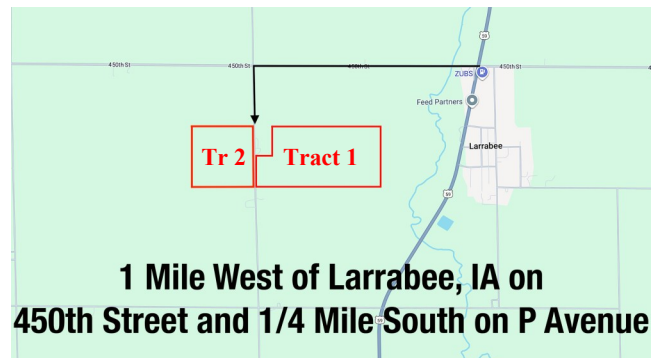 59
450th St
450th St
450th St
450th St
ZUBS
Feed Partners
Larrabee
Tr 2
Tract 1
59
1 Mile West of Larrabee, IA on
450th Street and 1/4 Mile South on P Avenue
59